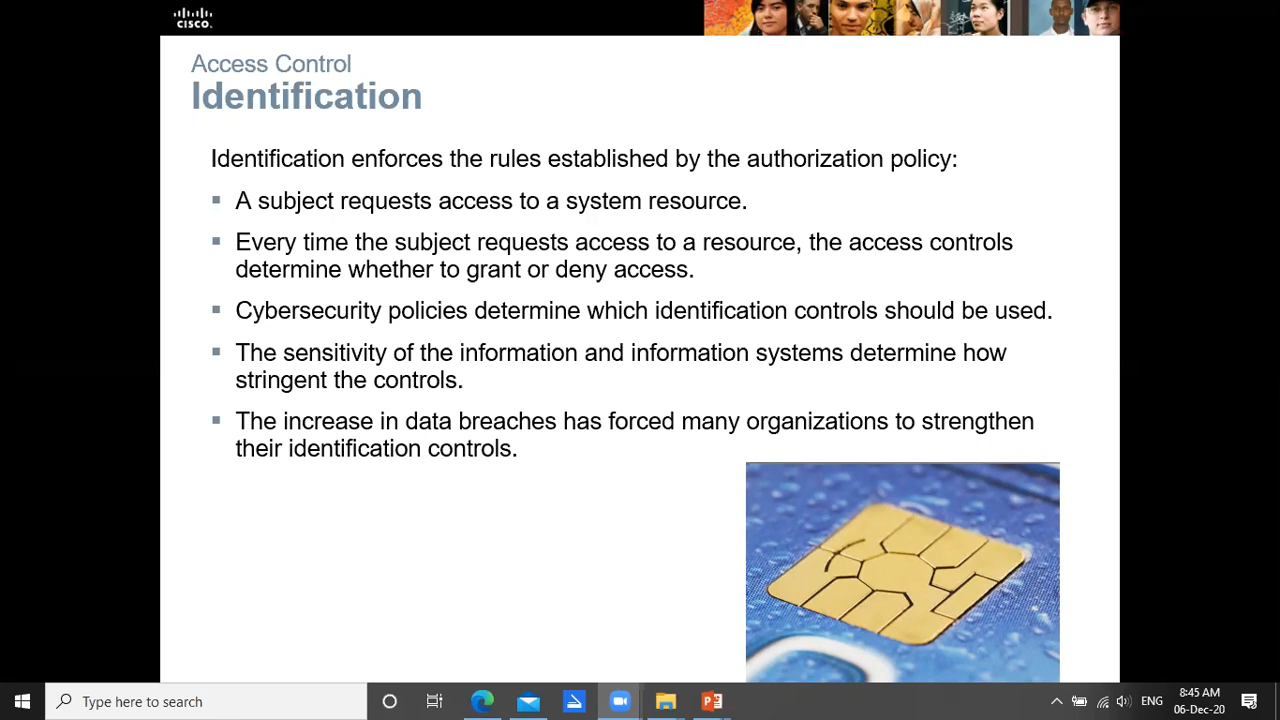 CISCO
Access Control
Identification
Identification enforces the rules established by the authorization policy:
A subject requests access to a system resource.
Every time the subject requests access to a resource, the access controls
determine whether to grant or deny access.
Cybersecurity policies determine which identification controls should be used.
The sensitivity of the information and information systems determine how
stringent the controls.
The increase in data breaches has forced many organizations to strengthen
their identification controls.
Type here to search
ENG
8:45 AM
06-Dec-20